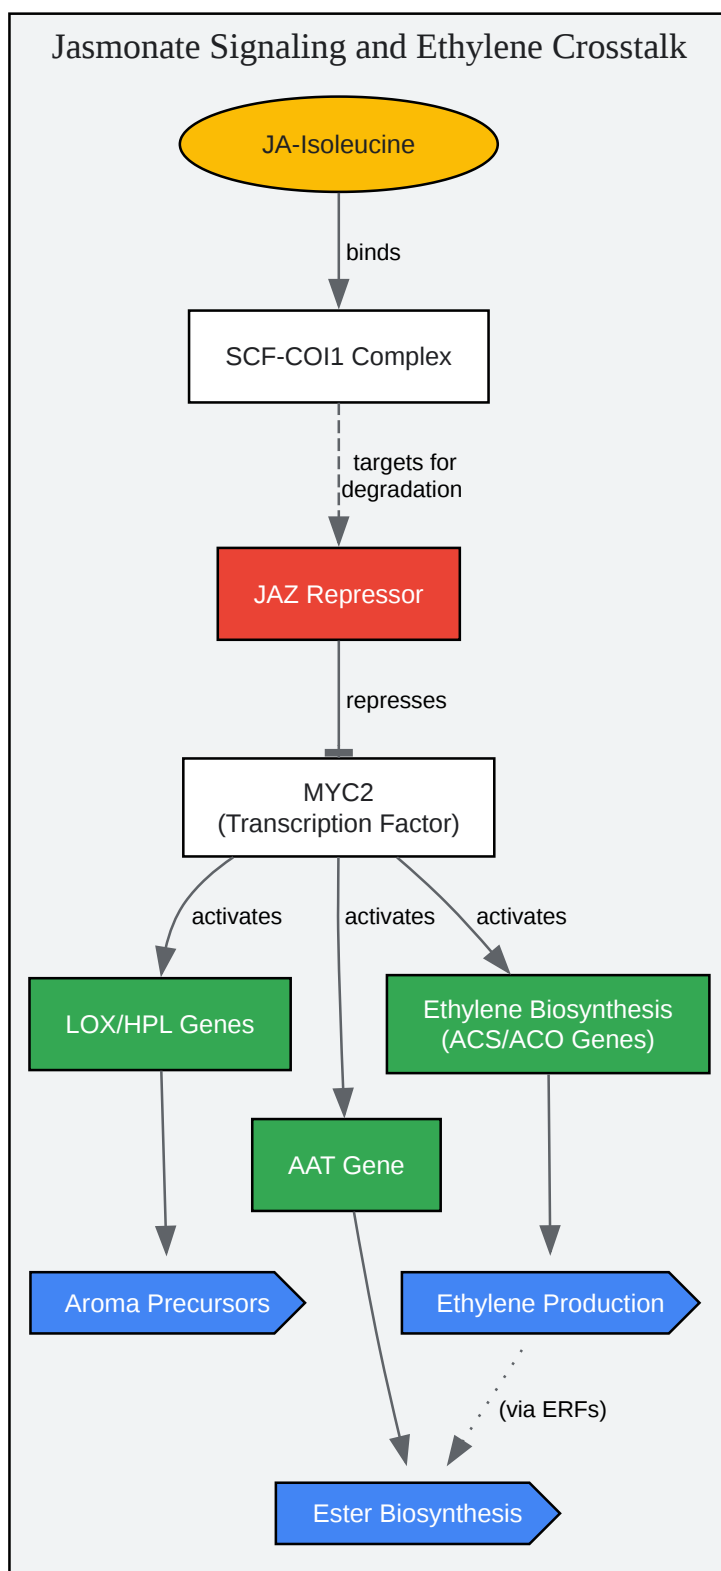 Jasmonate Signaling and Ethylene Crosstalk
JA-Isoleucine
binds
SCF-COI1 Complex
targets for
degradation
JAZ Repressor
represses
MYC2
(Transcription Factor)
activates
activates
activates
LOX/HPL Genes
Ethylene Biosynthesis
(ACS/ACO Genes)
AAT Gene
Aroma Precursors
Ethylene Production
(via ERFs)
Ester Biosynthesis